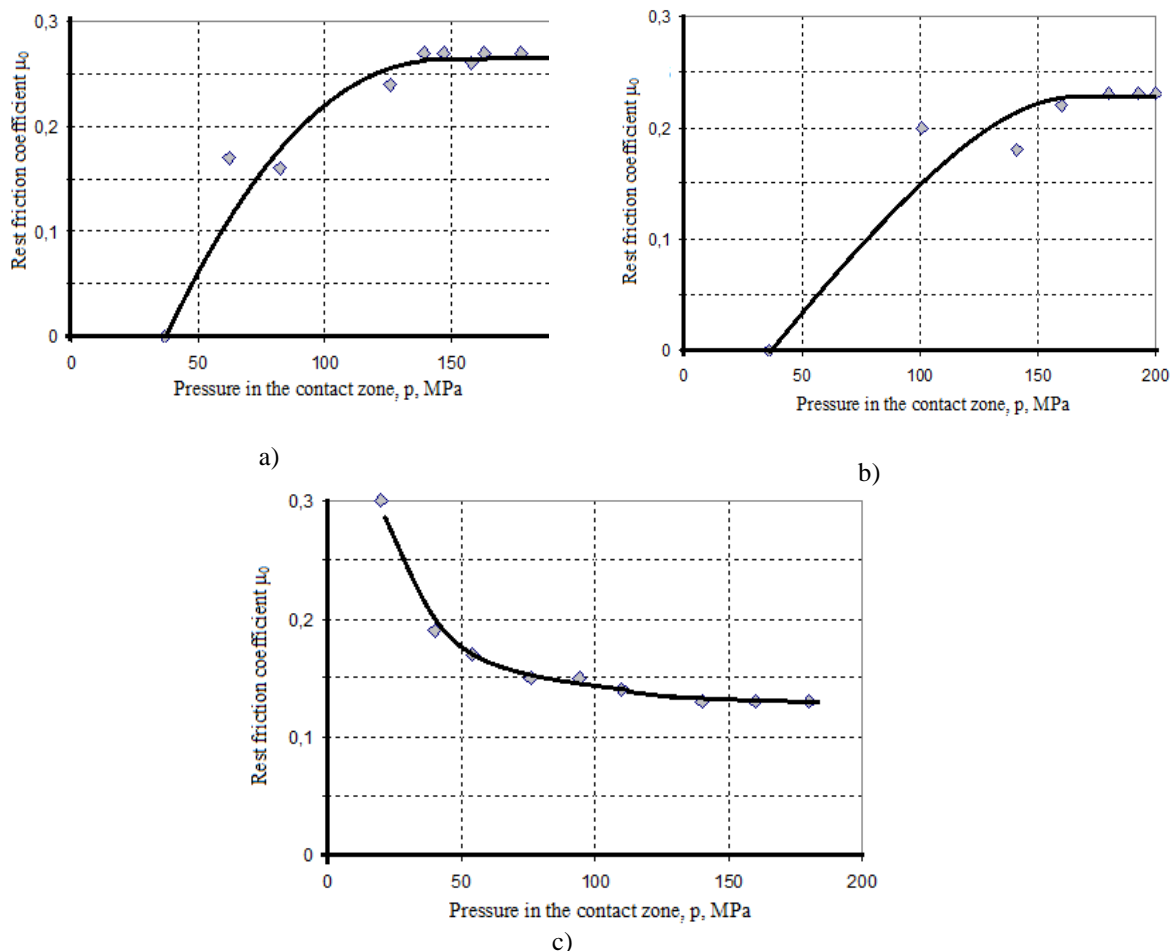 0,3
0,2
0,1
0
Rest friction coefficient μ0
0 50 100 150
Pressure in the contact zone, p, MPa
a)
0,3
0,2
0,1
0
Rest friction coefficient μ0
0 50 100 150 200
Pressure in the contact zone, p, MPa
b)
0,3
0,2
0,1
0
Rest friction coefficient μ0
0 50 100 150 200
Pressure in the contact zone, p, MPa
c)